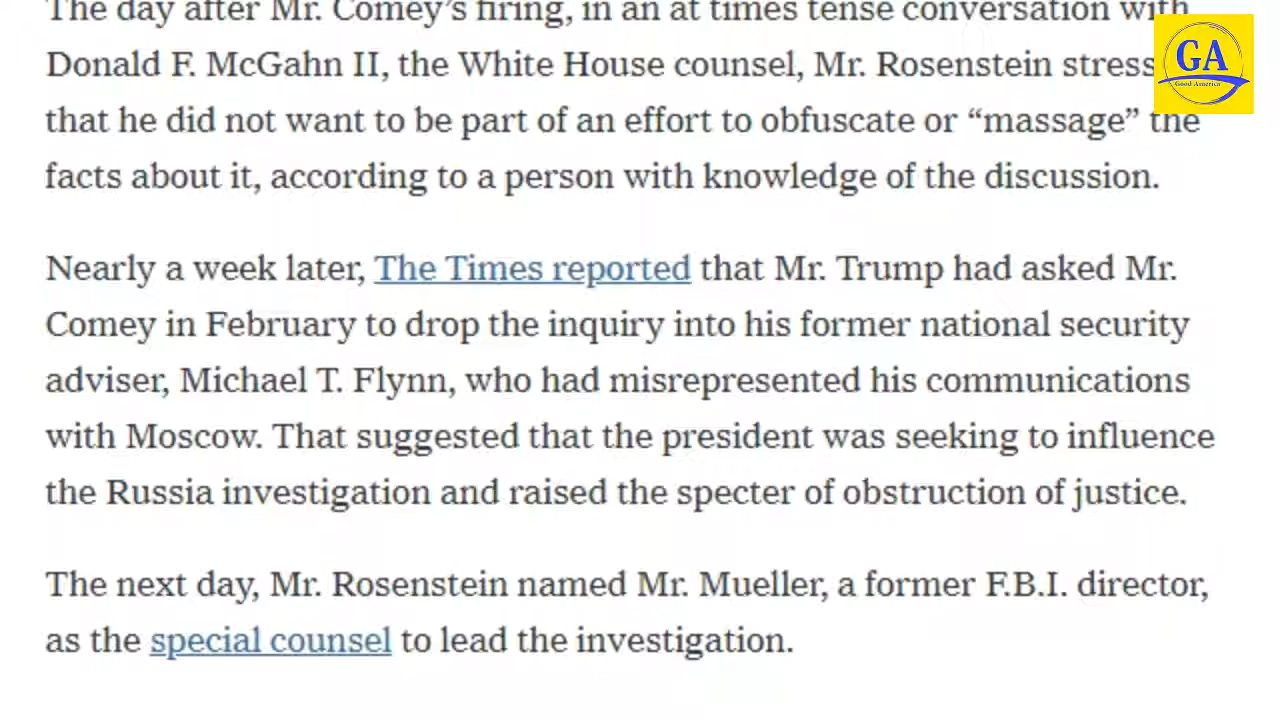 The day after Mr. Comey’s firing, in an at times tense conversation with
Donald F. McGahn II, the White House counsel, Mr. Rosenstein stress
that he did not want to be part of an effort to obfuscate or “massage” the
facts about it, according to a person with knowledge of the discussion.
Nearly a week later, The Times reported that Mr. Trump had asked Mr.
Comey in February to drop the inquiry into his former national security
adviser, Michael T. Flynn, who had misrepresented his communications
with Moscow. That suggested that the president was seeking to influence
the Russia investigation and raised the specter of obstruction of justice.
The next day, Mr. Rosenstein named Mr. Mueller, a former F.B.I. director,
as the special counsel to lead the investigation.
GA
Good America